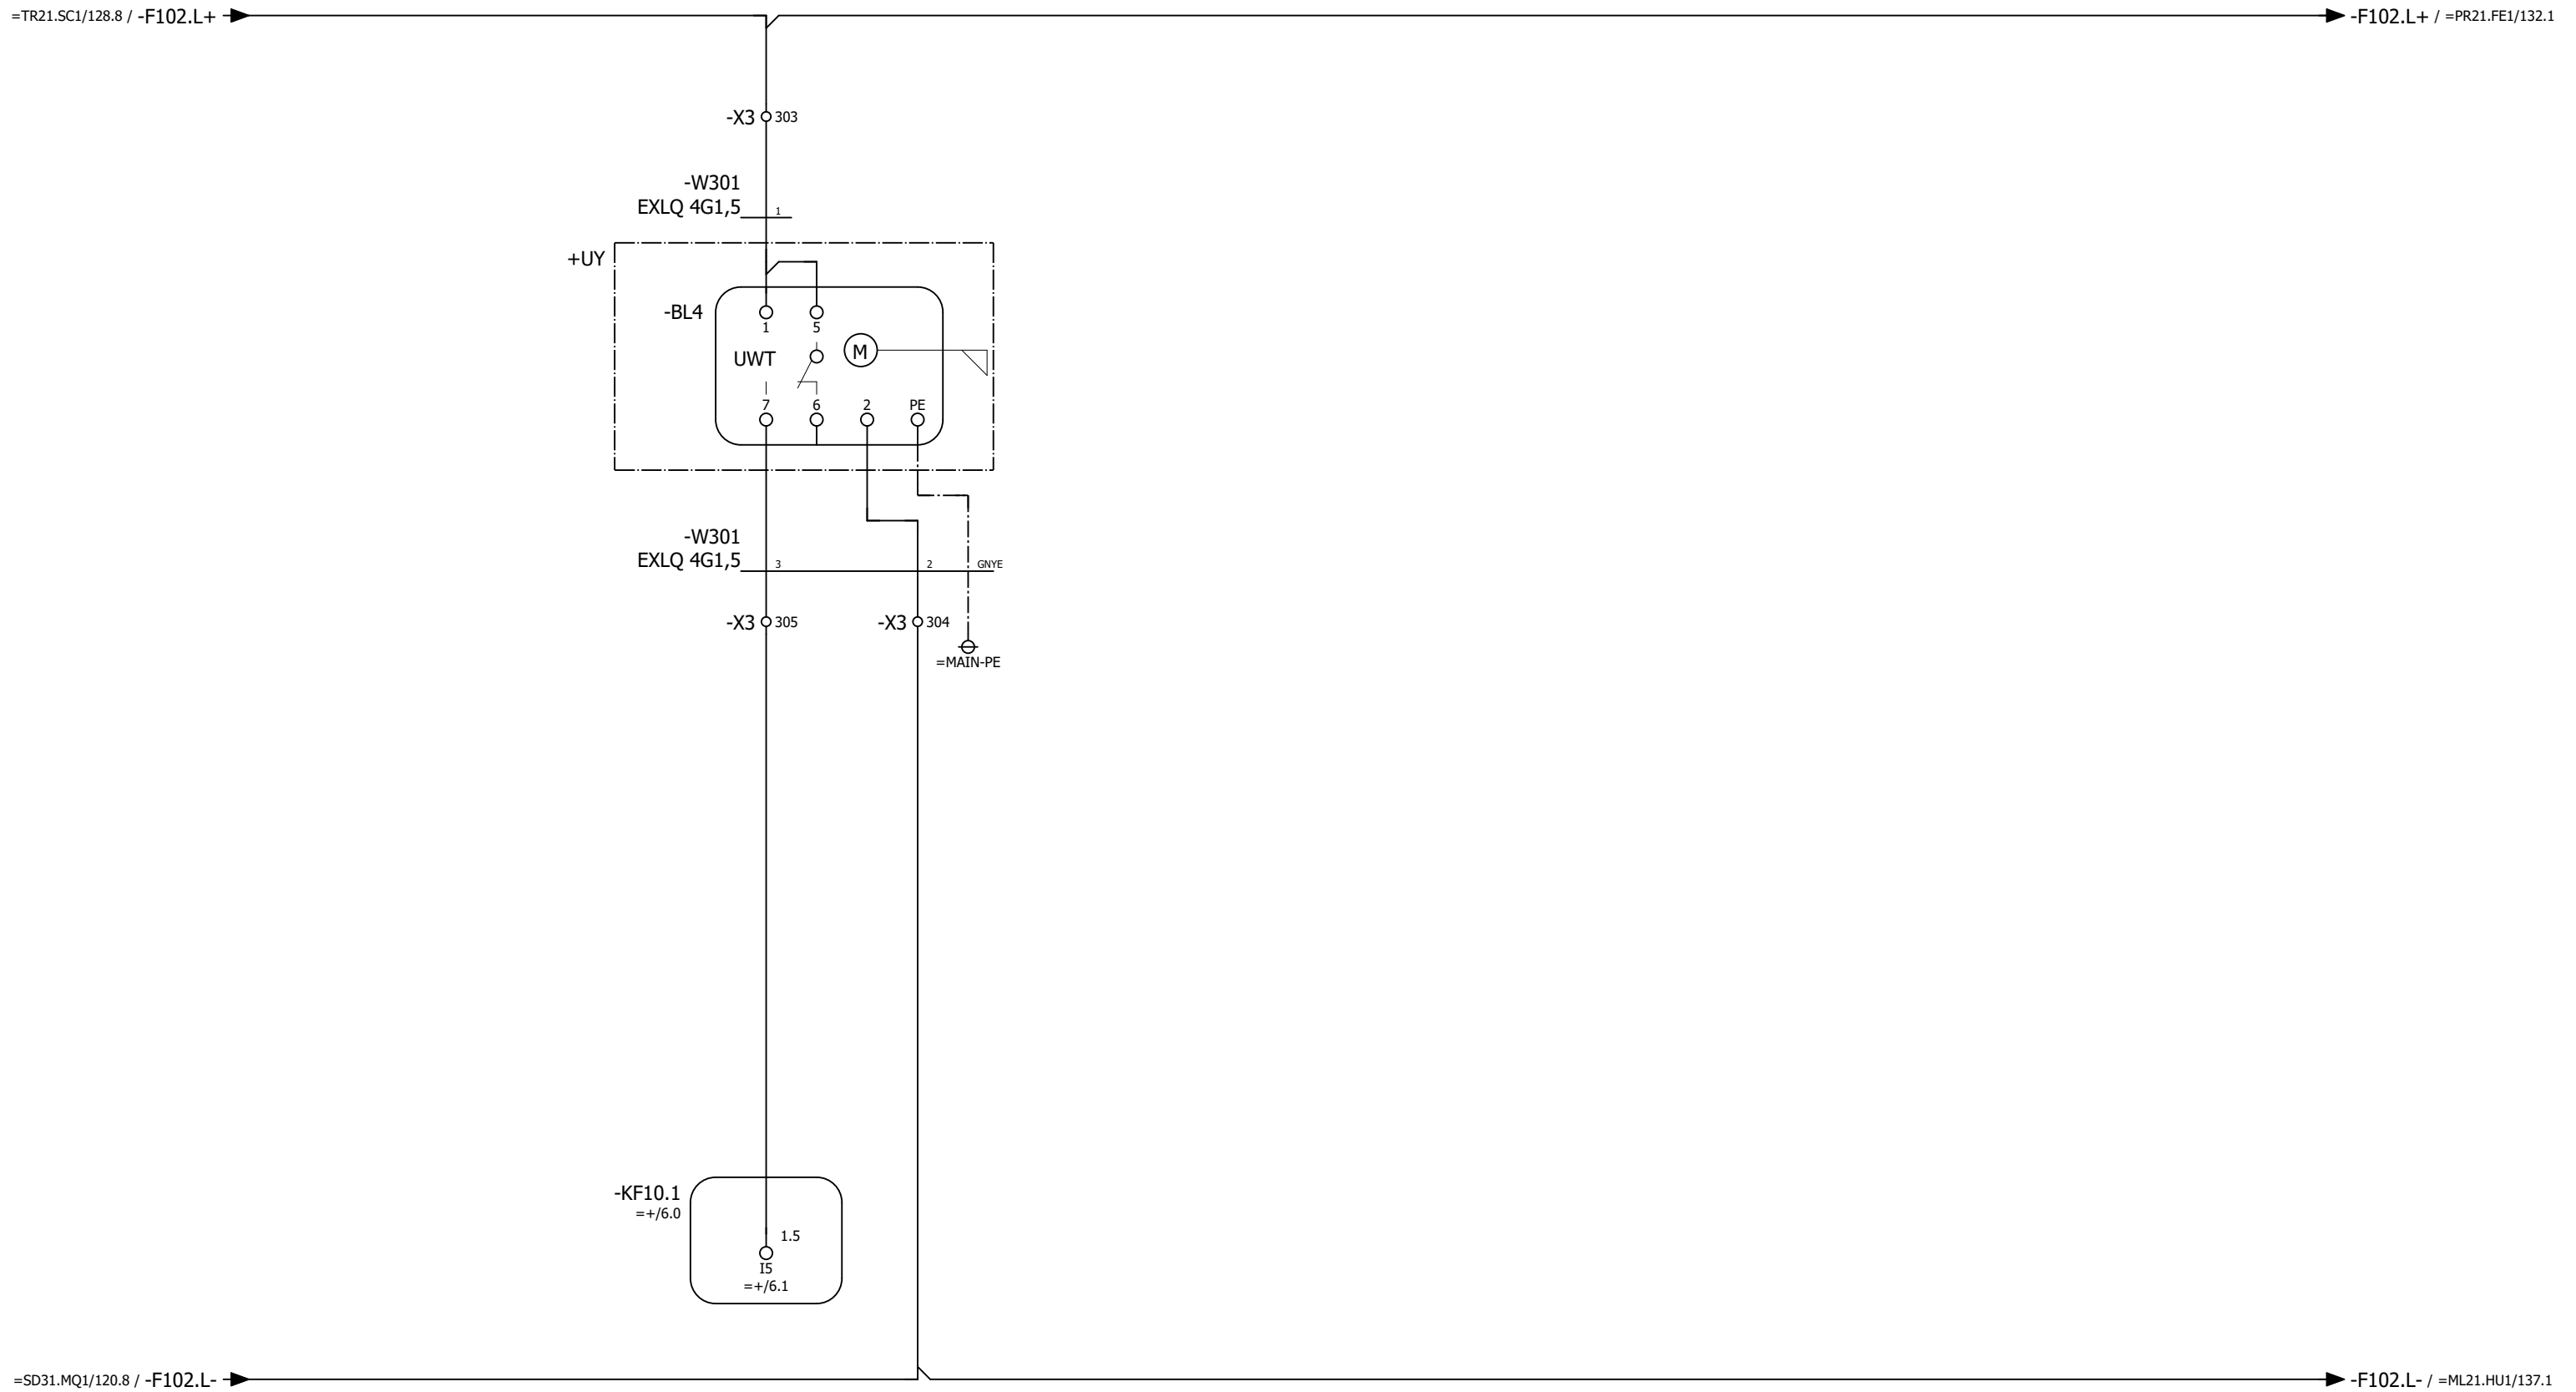 =TR21.SC1/128.8 / -F102.L+
-F102.L+ / =PR21.FE1/132.1
-X3 303
-W301
EXLQ 4G1,5 1
+UY
-BL4
1 5
UWT M
7 6 2 PE
-W301
EXLQ 4G1,5 3 2 GNYE
-X3 305 -X3 304
=MAIN-PE
-KF10.1
=+/6.0
1.5
I5
=+/6.1
=SD31.MQ1/120.8 / -F102.L-
-F102.L- / =ML21.HU1/137.1